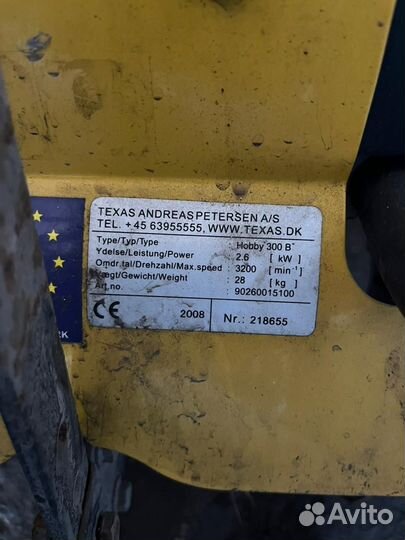 TEXAS ANDREAS PETERSEN A/S
TEL. +45 63955555, WWW.TEXAS.DK
Type/Typ/Type : Hobby 300 B
Ydelse/Leistung/Power : 2.6 [ kW ]
Omdr.tal/Drehzahl/Max.speed : 3200 [ min⁻¹ ]
Vægt/Gewicht/Weight : 28 [ kg ]
Art.no. : 90260015100
CE 2008 Nr.: 218655
RK
Avito